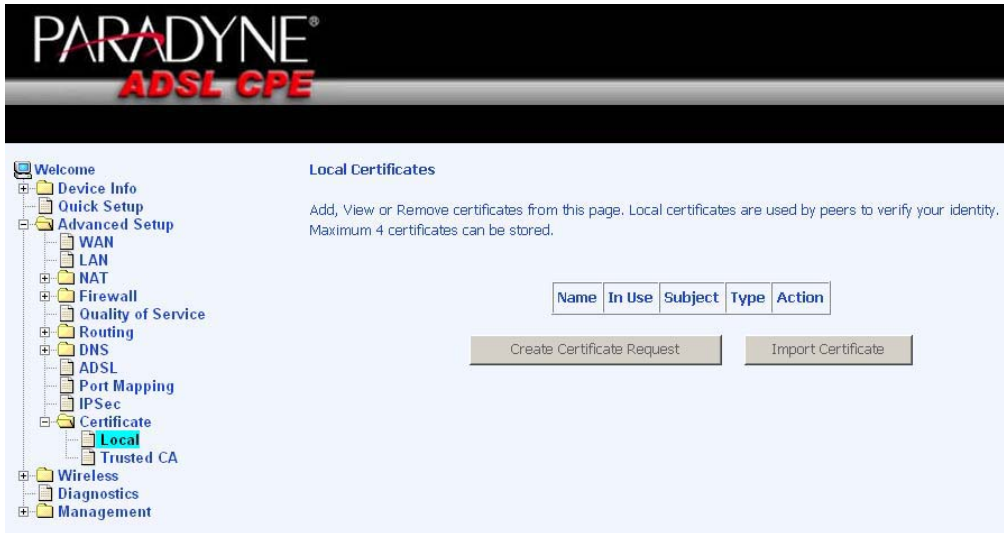 PARADYNE®
ADSL CPE
Welcome
Device Info
Quick Setup
Advanced Setup
WAN
LAN
NAT
Firewall
Quality of Service
Routing
DNS
ADSL
Port Mapping
IPSec
Certificate
Local
Trusted CA
Wireless
Diagnostics
Management
Local Certificates
Add, View or Remove certificates from this page. Local certificates are used by peers to verify your identity.
Maximum 4 certificates can be stored.
Name In Use Subject Type Action
Create Certificate Request Import Certificate